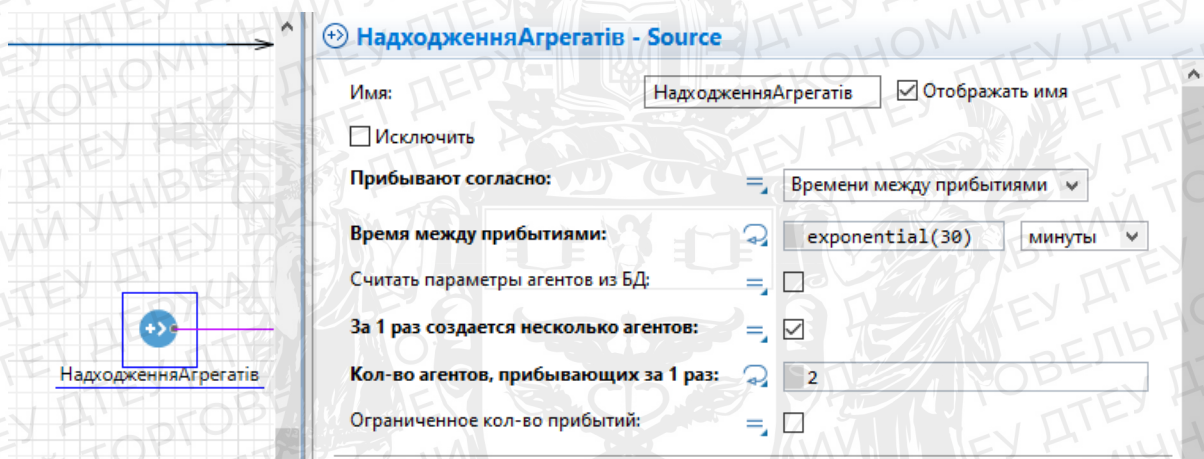 НадходженняАгрегатів - Source
Имя:
НадходженняАгрегатів
Отображать имя
Исключить
Прибывают согласно:
Времени между прибытиями
Время между прибытиями:
exponential(30)
минуты
Считать параметры агентов из БД:
За 1 раз создается несколько агентов:
НадходженняАгрегатів
Кол-во агентов, прибывающих за 1 раз:
2
Ограниченное кол-во прибытий: